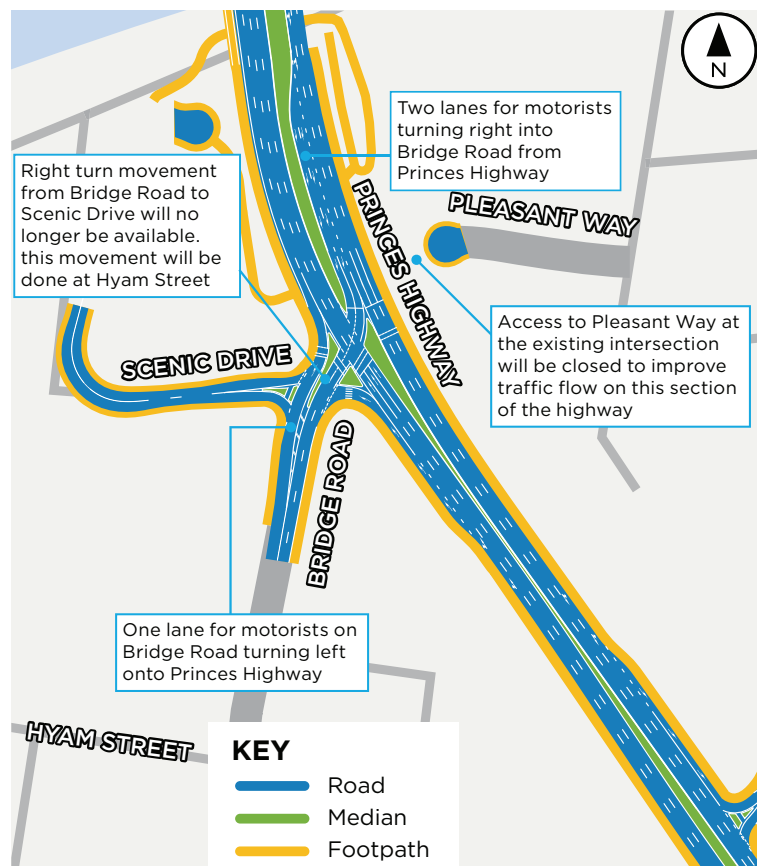 N
Two lanes for motorists
turning right into
Bridge Road from
Princes Highway
Right turn movement
from Bridge Road to
Scenic Drive will no
longer be available.
this movement will be
done at Hyam Street
PLEASANT WAY
PRINCES HIGHWAY
Access to Pleasant Way at
the existing intersection
will be closed to improve
traffic flow on this section
of the highway
SCENIC DRIVE
BRIDGE ROAD
One lane for motorists on
Bridge Road turning left
onto Princes Highway
HYAM STREET
KEY
Road
Median
Footpath